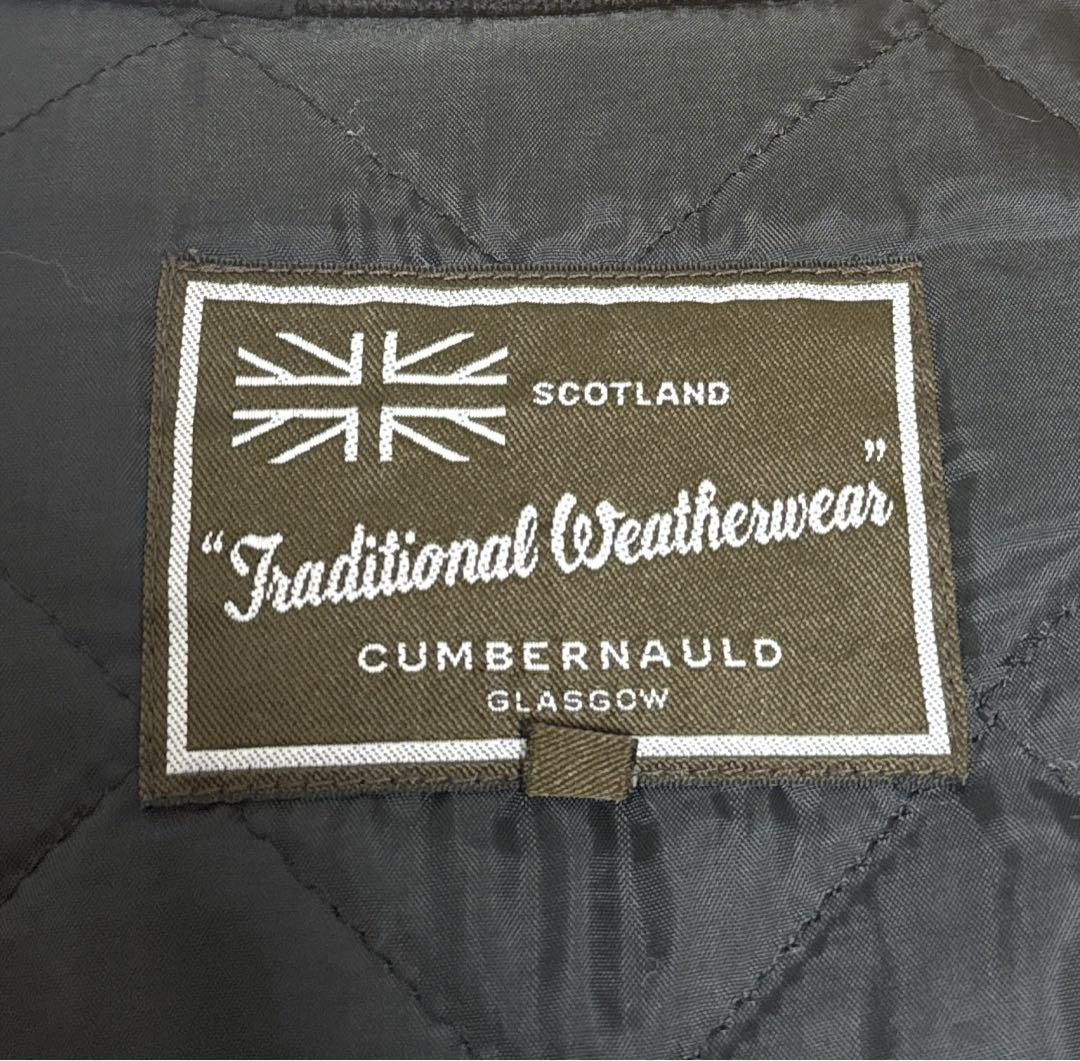 SCOTLAND
“Traditional Weatherwear”
CUMBERNAULD
GLASGOW